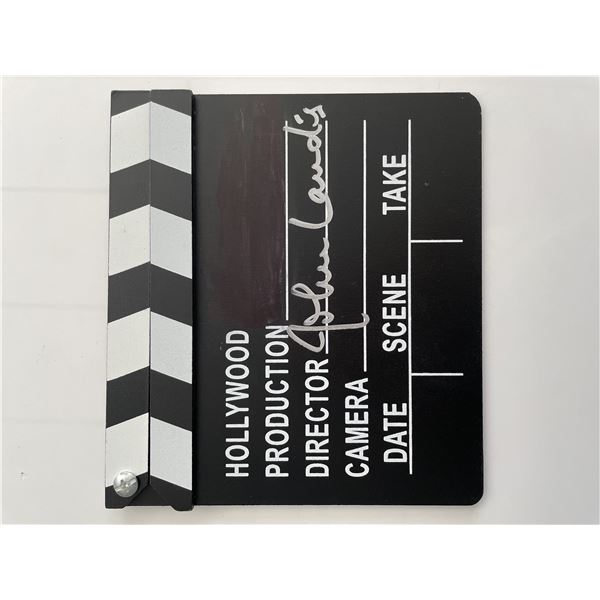 HOLLYWOOD
PRODUCTION
DIRECTOR John Landis
CAMERA
DATE SCENE TAKE